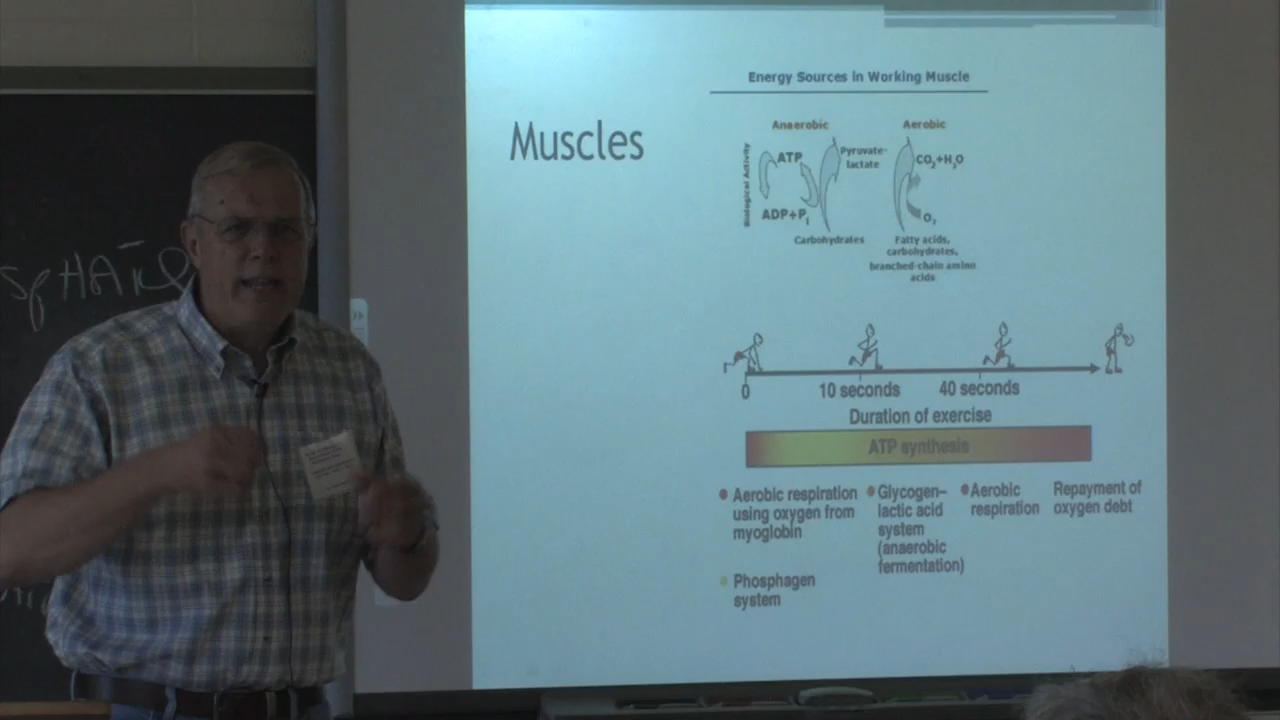 Muscles
Energy Sources in Working Muscle
Anaerobic
Aerobic
Biological Activity
ATP
ADP+Pi
Pyruvate-
lactate
Carbohydrates
CO2+H2O
O2
Fatty acids,
carbohydrates,
branched-chain amino
acids
0
10 seconds
40 seconds
Duration of exercise
ATP synthesis
Aerobic respiration
using oxygen from
myoglobin
Phosphagen
system
Glycogen–
lactic acid
system
(anaerobic
fermentation)
Aerobic
respiration
Repayment of
oxygen debt